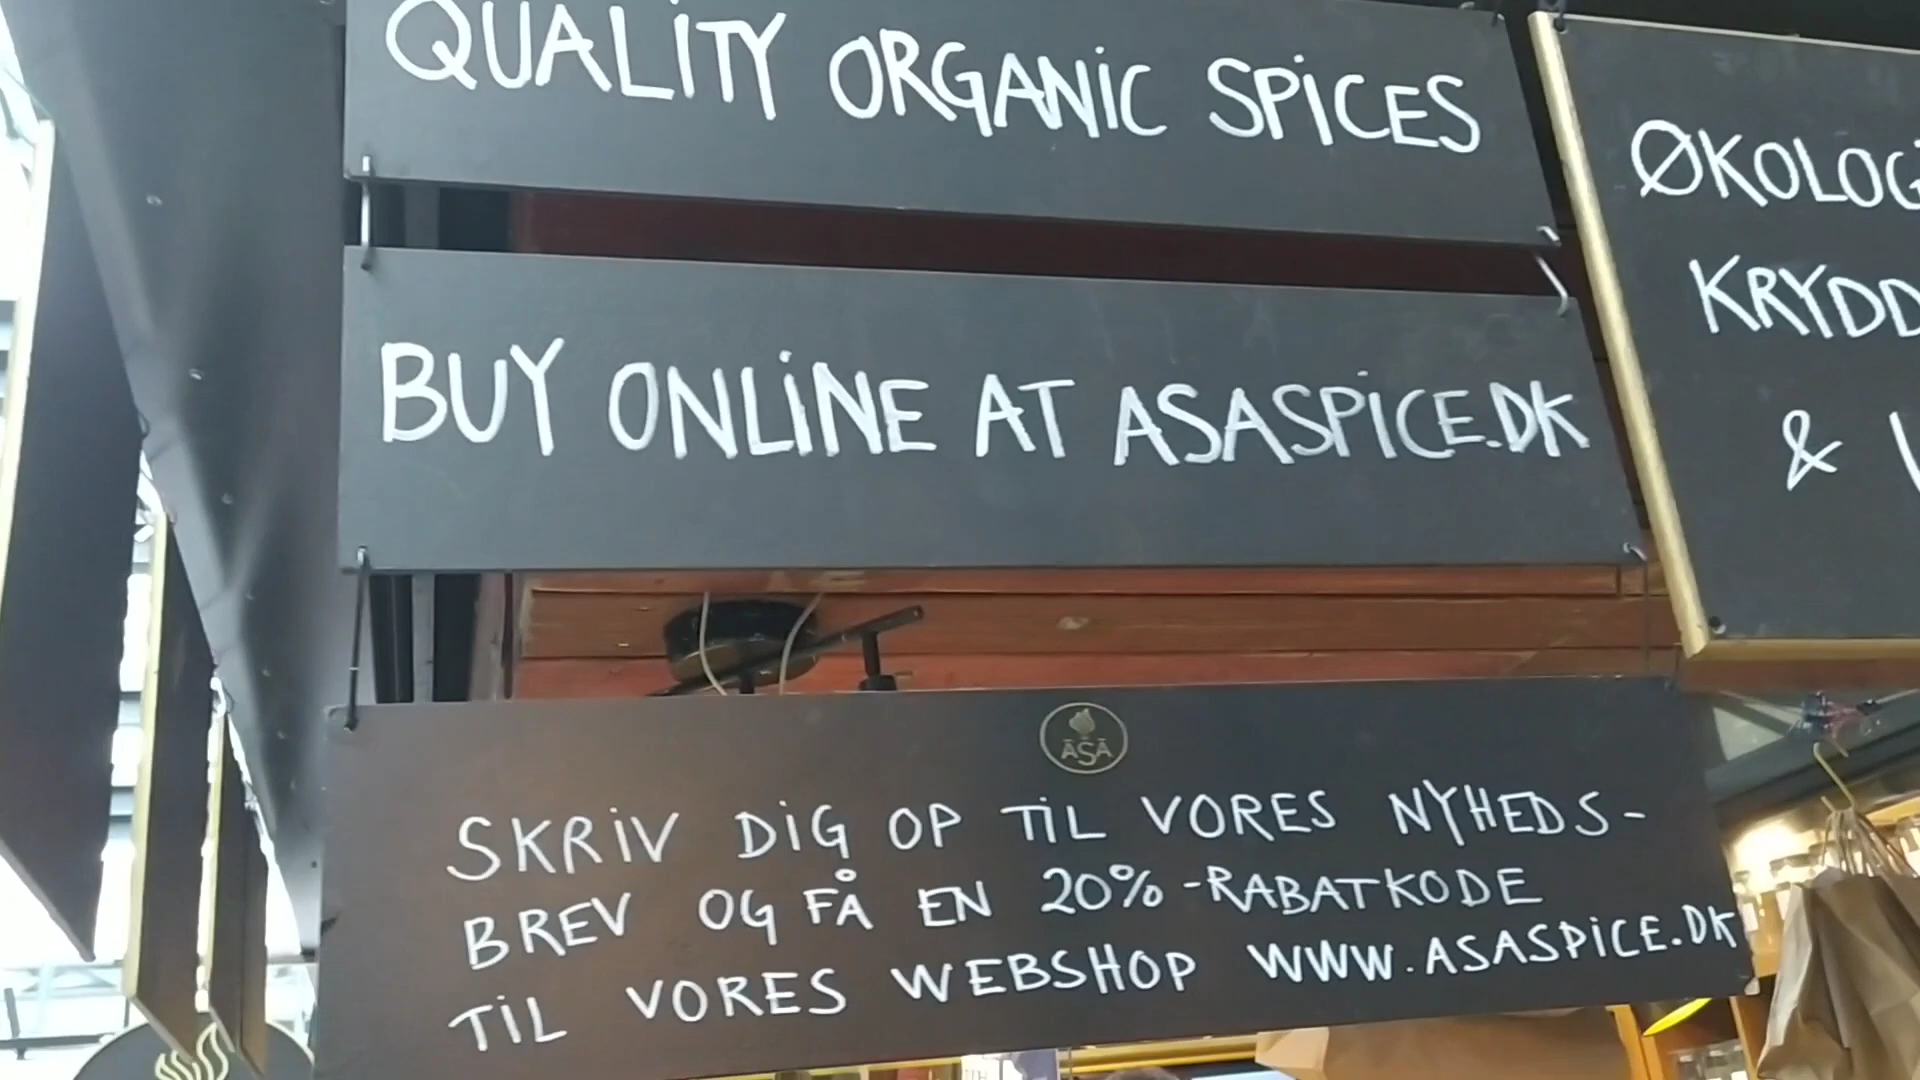 QUALITY ORGANIC SPICES
BUY ONLINE AT ASASPICE.DK
ASA
SKRIV DIG OP TIL VORES NYHEDS-
BREV OG FÅ EN 20%-RABATKODE
TIL VORES WEBSHOP WWW.ASASPICE.DK
ØKOLOG
KRYDD
&